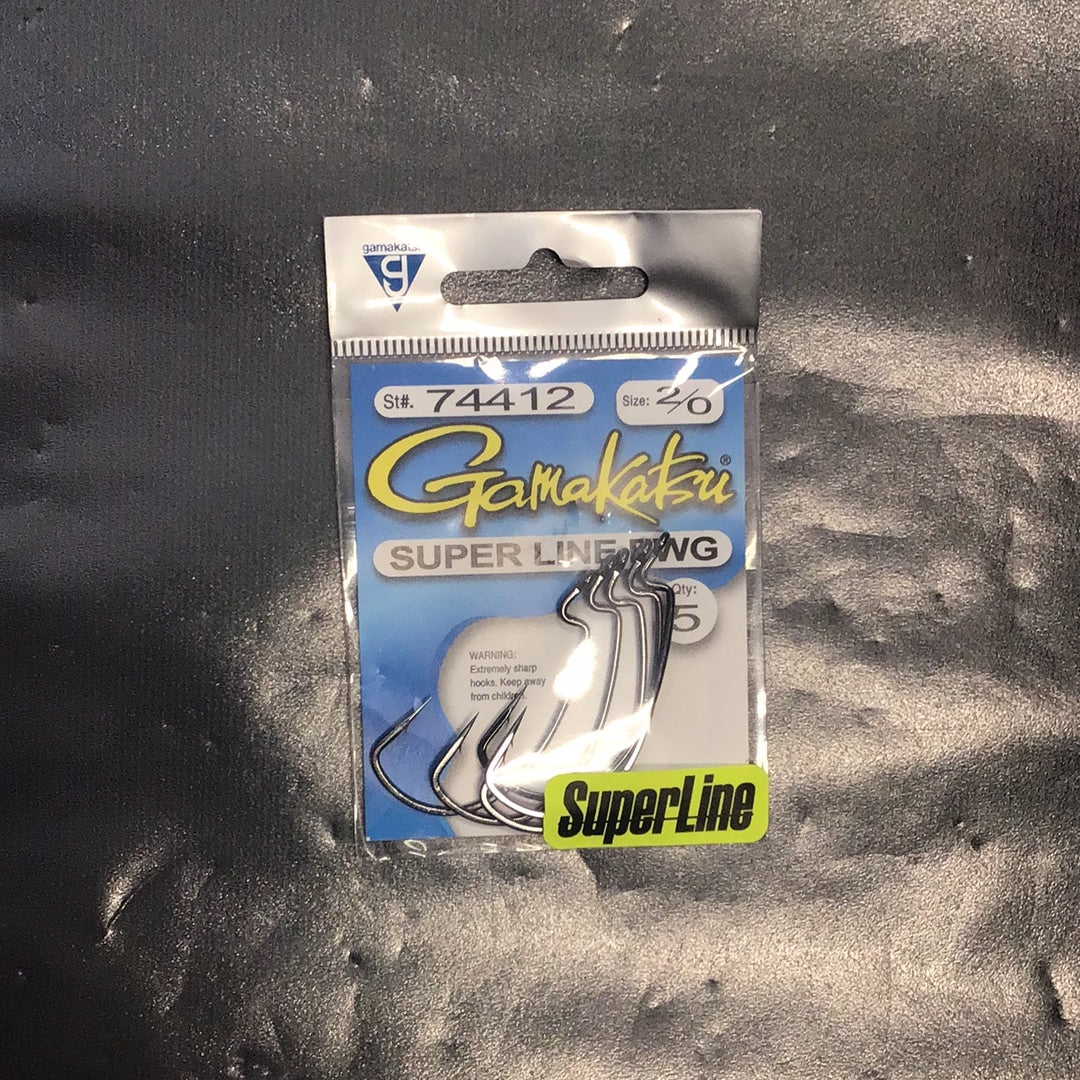 gamakatsu
St#. 74412
Size: 2/0
Gamakatsu®
SUPER LINE EWG
Qty:
5
WARNING:
Extremely sharp
hooks. Keep away
from children.
SuperLine